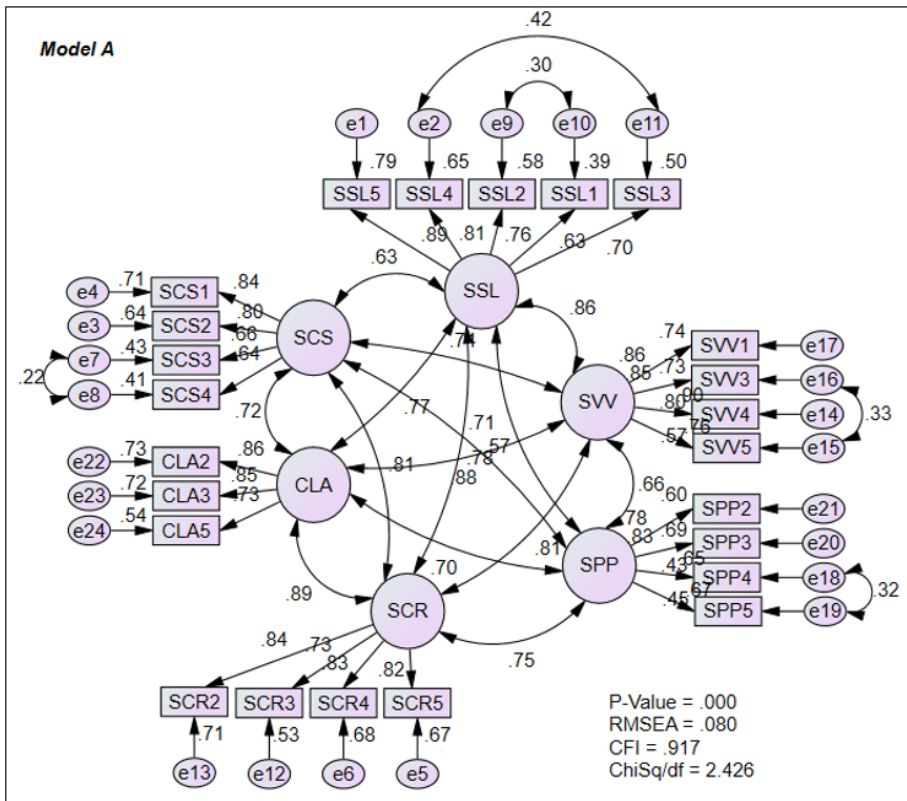 .42
Model A
.30
e1 e2 e9 e10 e11
.79 .65 .58 .39 .50
SSL5 SSL4 SSL2 SSL1 SSL3
.89 .81 .76 .63 .70
.63
SSL
.86
e4 .71 SCS1 .84
e3 .64 SCS2 .80
e7 .43 SCS3 .66
e8 .41 SCS4 .64
.22
SCS
.74
.86 .74 SVV1 e17
.85 .73 SVV3 e16
.80 .90 SVV4 e14
.57 .76 SVV5 e15
.33
SVV
.72
.77
.71
.57
e22 .73 CLA2 .86
e23 .72 CLA3 .85
e24 .54 CLA5 .73
CLA
.81
.78
.88
.66
.78 .60 SPP2 e21
.83 .69 SPP3 e20
.43 .65 SPP4 e18
.45 .67 SPP5 e19
.32
.81
SPP
.70
.89
SCR
.75
.84 .73 .83 .82
SCR2 SCR3 SCR4 SCR5
.71 .53 .68 .67
e13 e12 e6 e5
P-Value = .000
RMSEA = .080
CFI = .917
ChiSq/df = 2.426